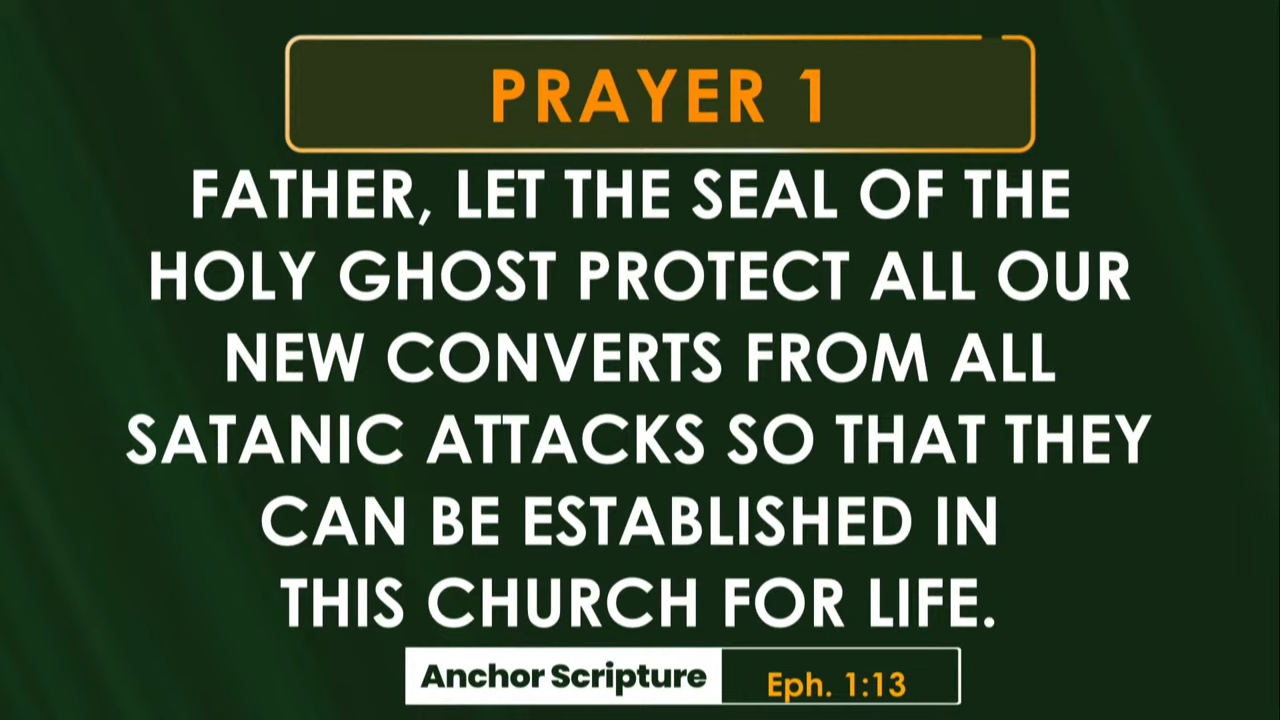 PRAYER 1
FATHER, LET THE SEAL OF THE
HOLY GHOST PROTECT ALL OUR
NEW CONVERTS FROM ALL
SATANIC ATTACKS SO THAT THEY
CAN BE ESTABLISHED IN
THIS CHURCH FOR LIFE.
Anchor Scripture Eph. 1:13